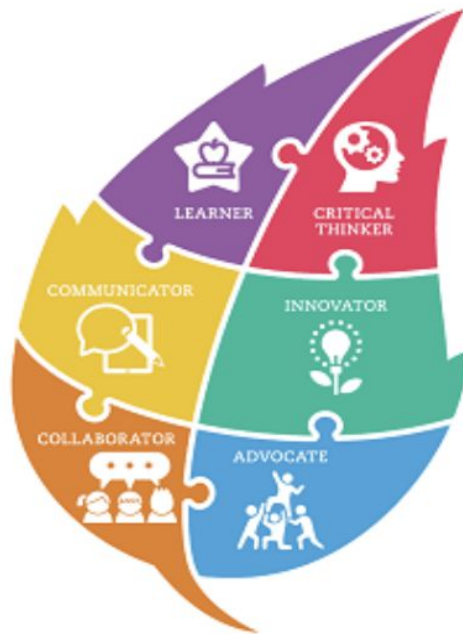 LEARNER
CRITICAL
THINKER
COMMUNICATOR
INNOVATOR
COLLABORATOR
ADVOCATE